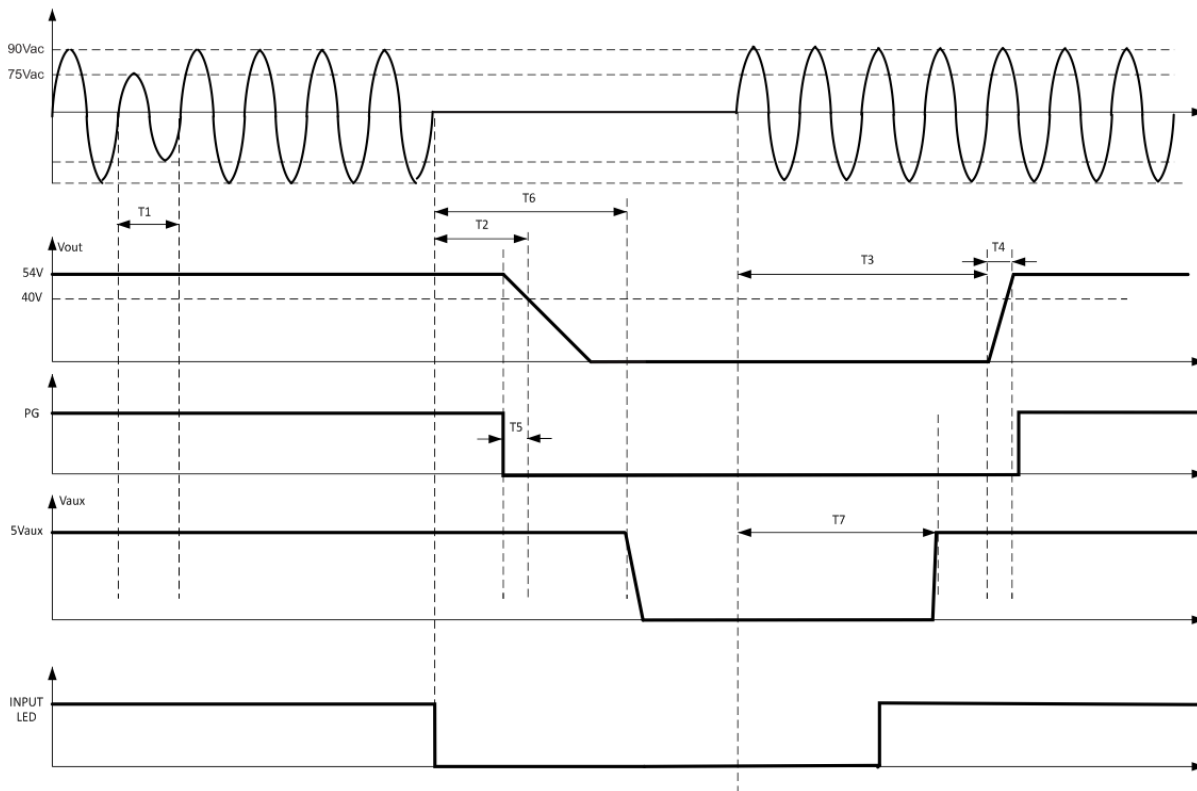 90Vac
75Vac
T1
T6
T2
Vout
54V
40V
T3
T4
PG
T5
Vaux
5Vaux
T7
INPUT
LED